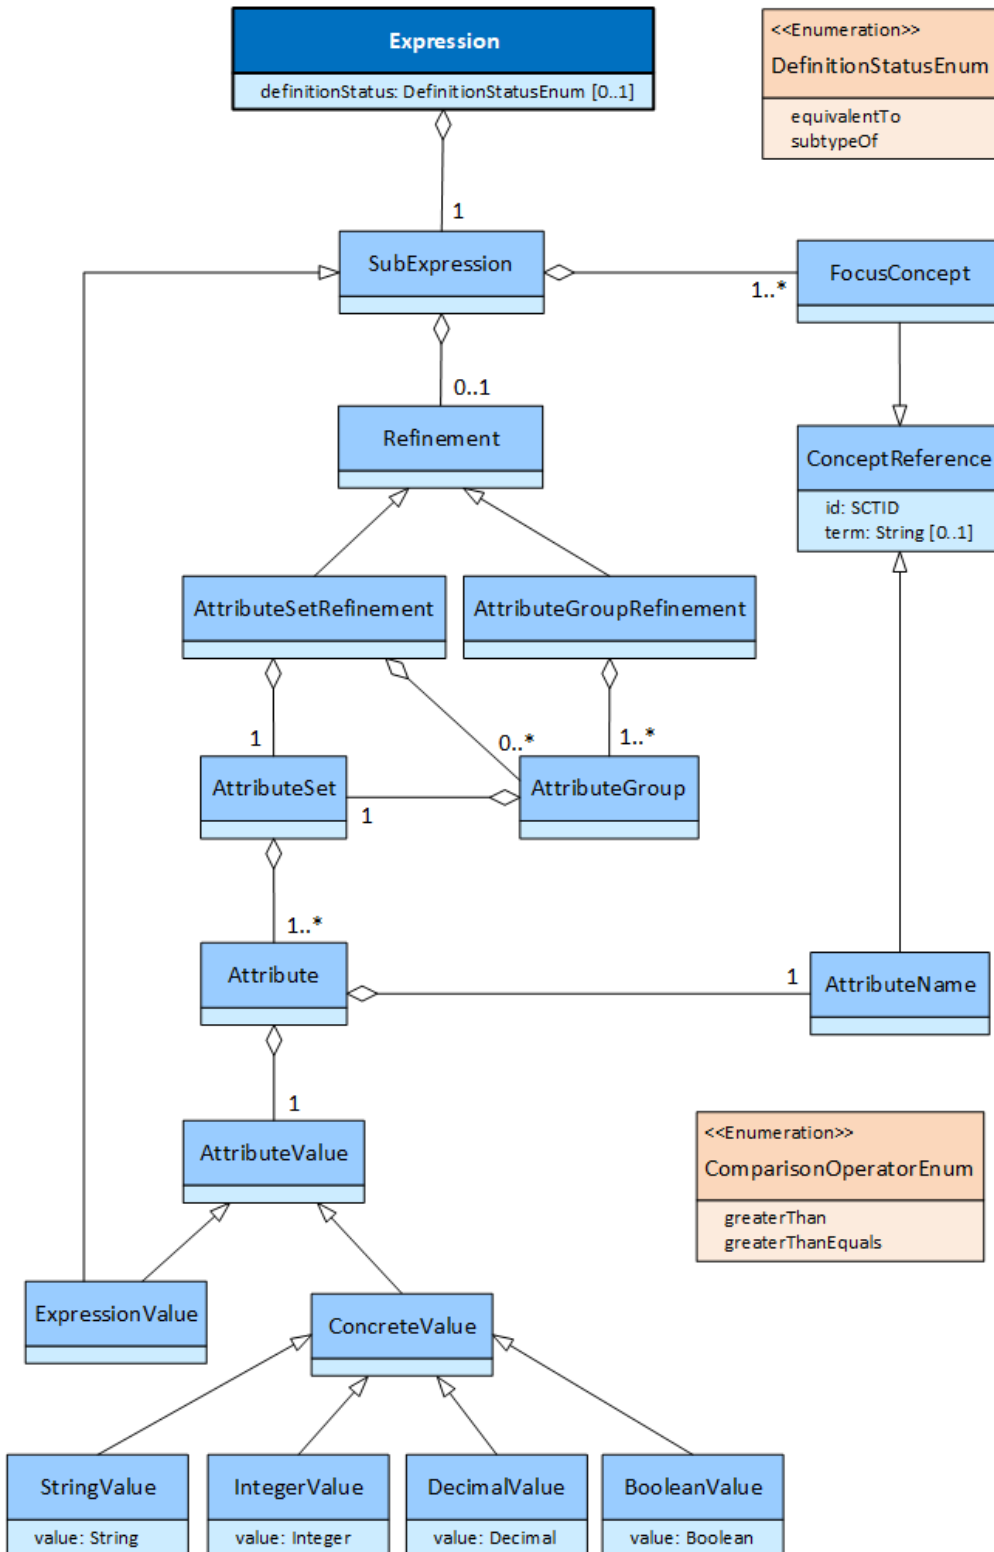 Expression
definitionStatus: DefinitionStatusEnum [0..1]
<<Enumeration>>
DefinitionStatusEnum
equivalentTo
subtypeOf
1
SubExpression
FocusConcept
1..*
0..1
Refinement
ConceptReference
id: SCTID
term: String [0..1]
AttributeSetRefinement
AttributeGroupRefinement
1
0..*
1..*
AttributeSet
AttributeGroup
1
1..*
Attribute
1
AttributeName
1
AttributeValue
<<Enumeration>>
ComparisonOperatorEnum
greaterThan
greaterThanEquals
ExpressionValue
ConcreteValue
StringValue
value: String
IntegerValue
value: Integer
DecimalValue
value: Decimal
BooleanValue
value: Boolean